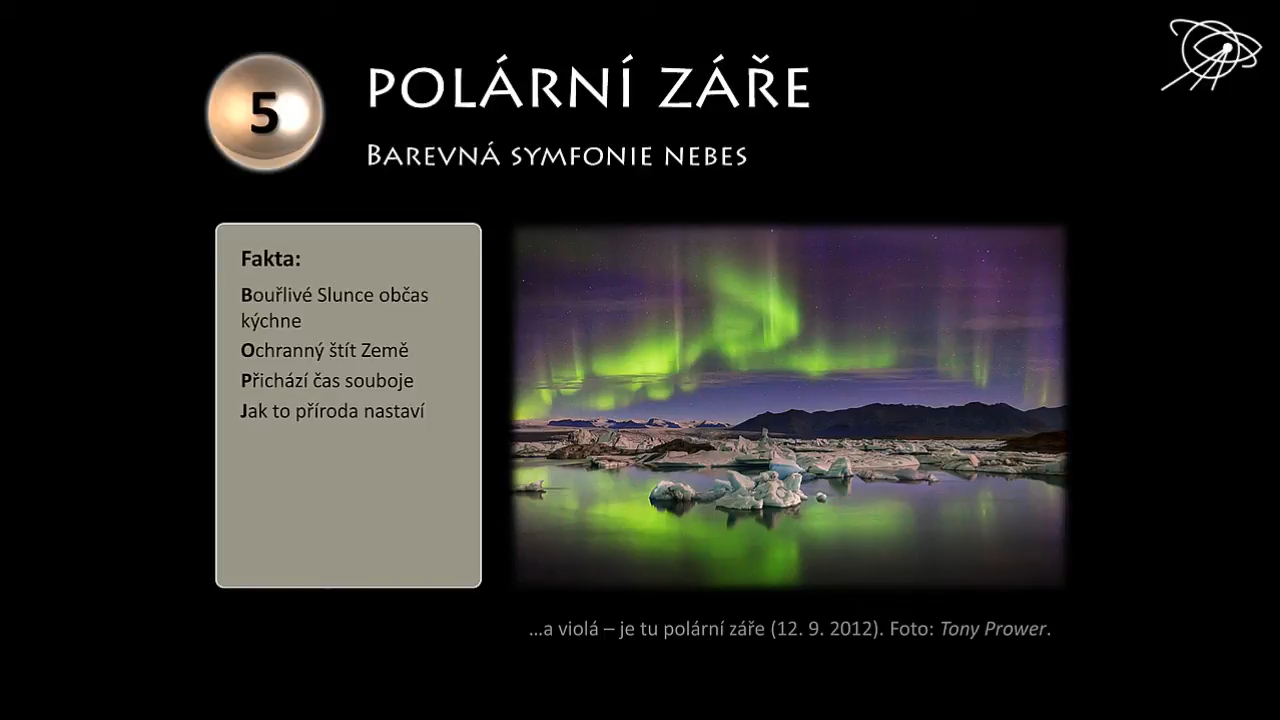 5
POLÁRNÍ ZÁŘE
BAREVNÁ SYMFONIE NEBES
Fakta:
Bouřlivé Slunce občas
kýchne
Ochranný štít Země
Přichází čas souboje
Jak to příroda nastaví
...a violá – je tu polární záře (12. 9. 2012). Foto: Tony Prower.